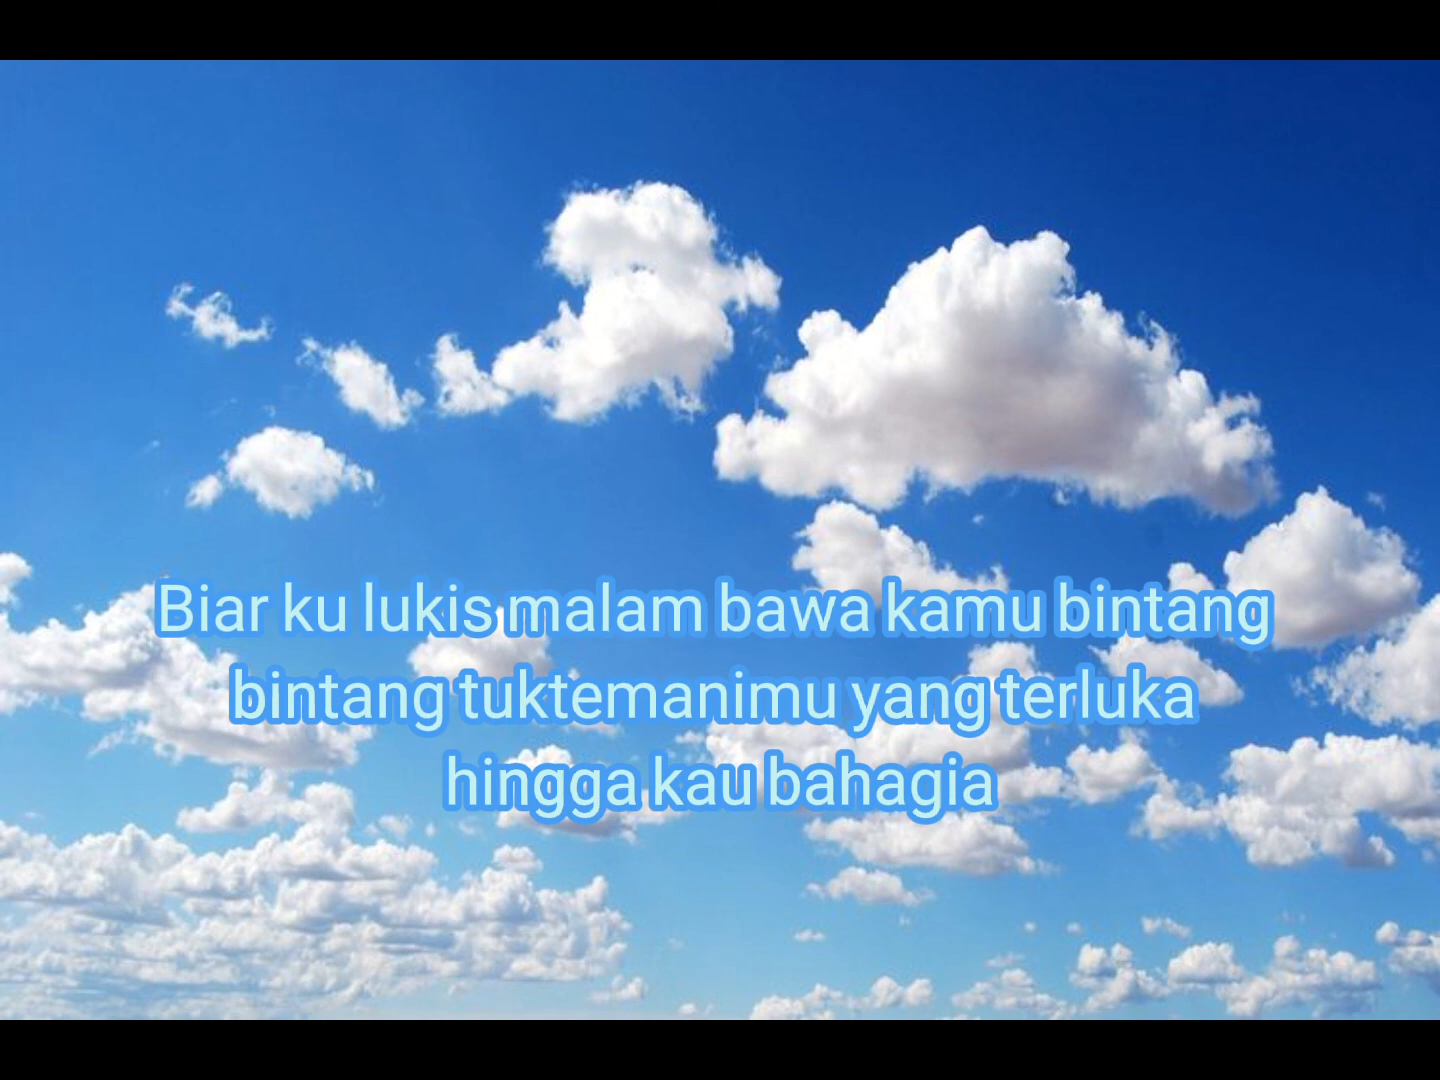 Biar ku lukis malam bawa kamu bintang
bintang tuktemanimu yang terluka
hingga kau bahagia